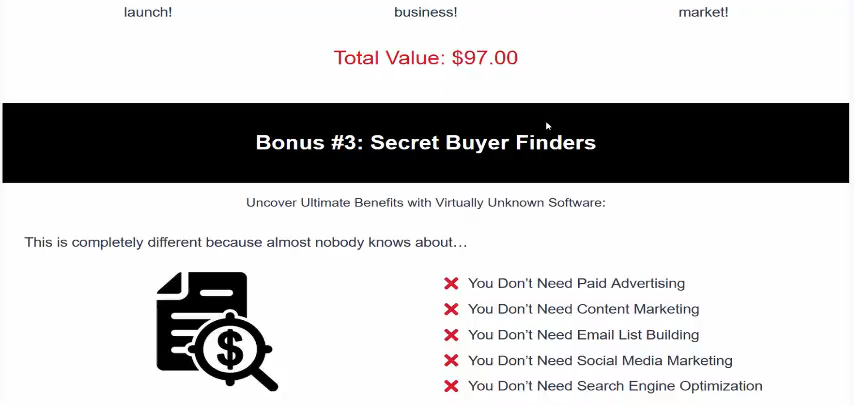 launch!
business!
market!
Total Value: $97.00
Bonus #3: Secret Buyer Finders
Uncover Ultimate Benefits with Virtually Unknown Software:
This is completely different because almost nobody knows about…
$
You Don’t Need Paid Advertising
You Don’t Need Content Marketing
You Don’t Need Email List Building
You Don’t Need Social Media Marketing
You Don’t Need Search Engine Optimization